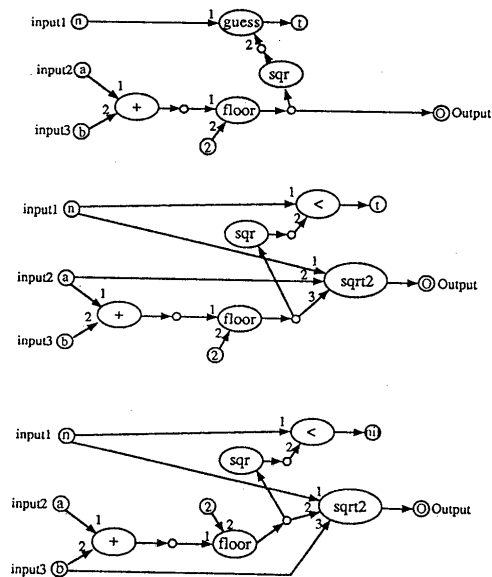 input1 n 1 guess t
2
sqr
input2 a 1
2 + 1 floor O Output
input3 b 2
2
input1 n 1 < t
2
sqr
1
input2 a 2 sqrt2 O Output
1 3
2 + 1 floor
input3 b 2
2
input1 n 1 < nil
2
sqr
1
input2 a 2 2 sqrt2 O Output
1 2 3
2 + 1 floor
input3 b